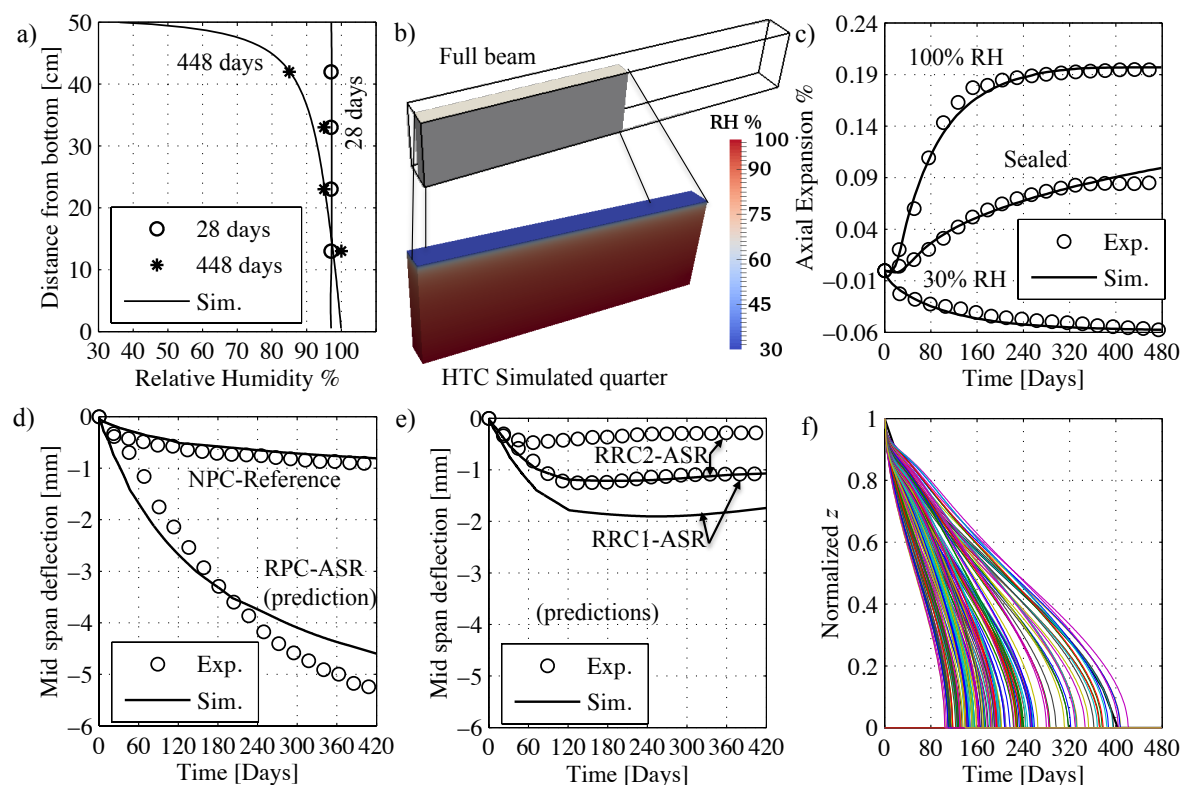 a)
50
40
30
20
10
0
30
40
50
60
70
80
90
100
Distance from bottom [cm]
Relative Humidity %
448 days
28 days
28 days
448 days
Sim.
b)
Full beam
RH %
100
90
75
60
45
30
HTC Simulated quarter
c)
0.24
0.19
0.14
0.09
0.04
−0.01
−0.06
0
80
160
240
320
400
480
Axial Expansion %
Time [Days]
100% RH
Sealed
30% RH
Exp.
Sim.
d)
0
−1
−2
−3
−4
−5
−6
0
60
120
180
240
300
360
420
Mid span deflection [mm]
Time [Days]
NPC-Reference
RPC-ASR
(prediction)
Exp.
Sim.
e)
0
−1
−2
−3
−4
−5
−6
0
60
120
180
240
300
360
420
Mid span deflection [mm]
Time [Days]
RRC2-ASR
RRC1-ASR
(predictions)
Exp.
Sim.
f)
1
0.8
0.6
0.4
0.2
0
0
80
160
240
320
400
480
Normalized z
Time [Days]